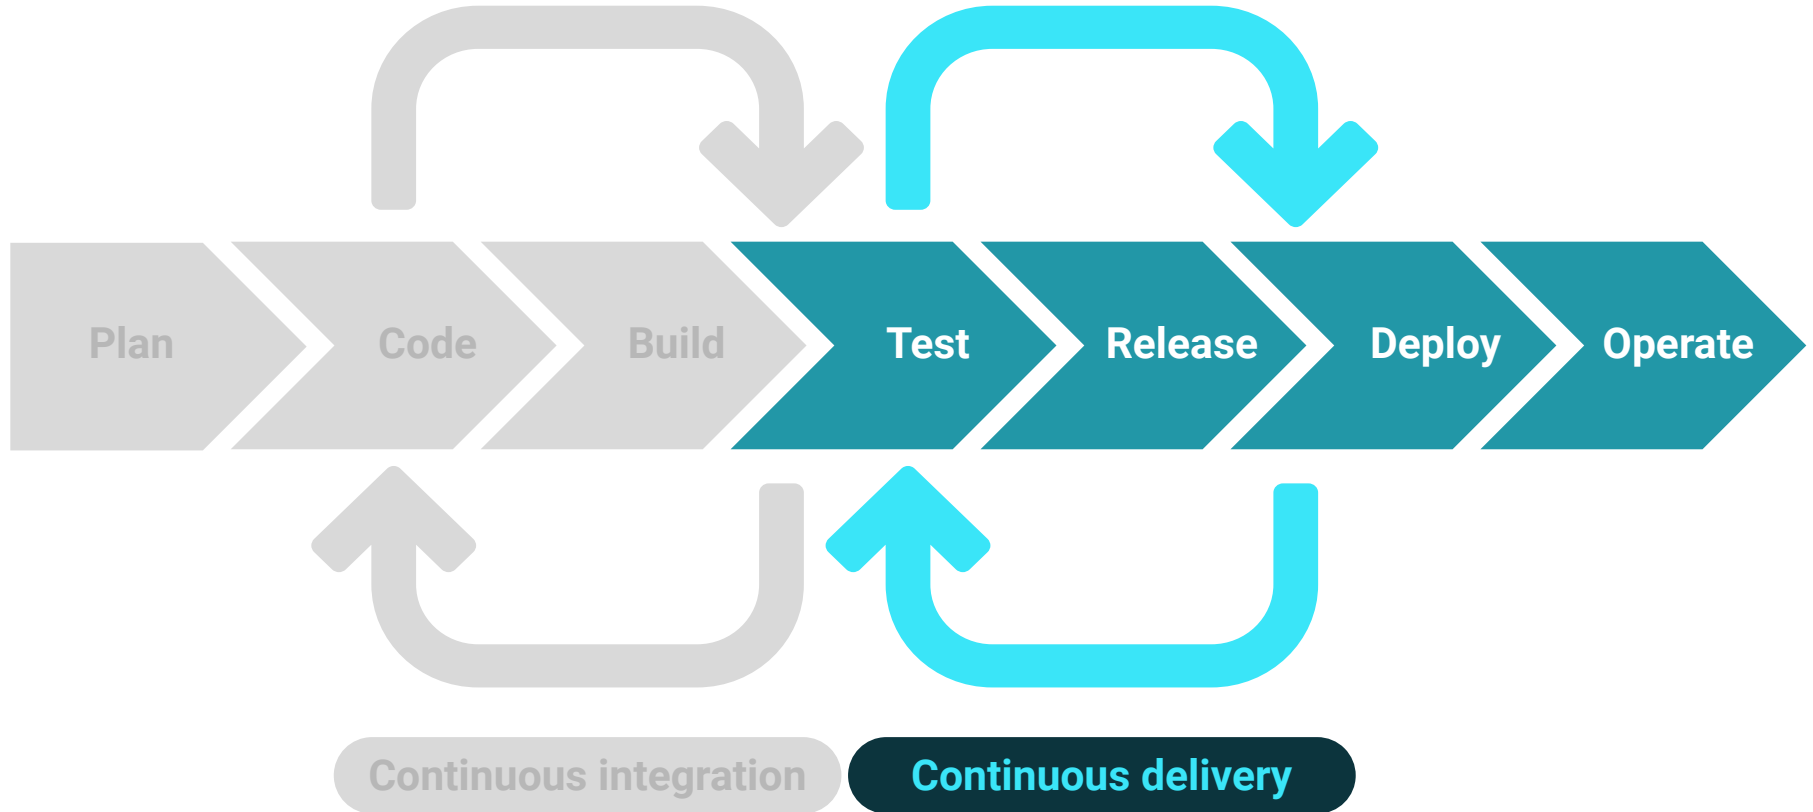 Plan
Code
Build
Test
Release
Deploy
Operate
Continuous integration
Continuous delivery